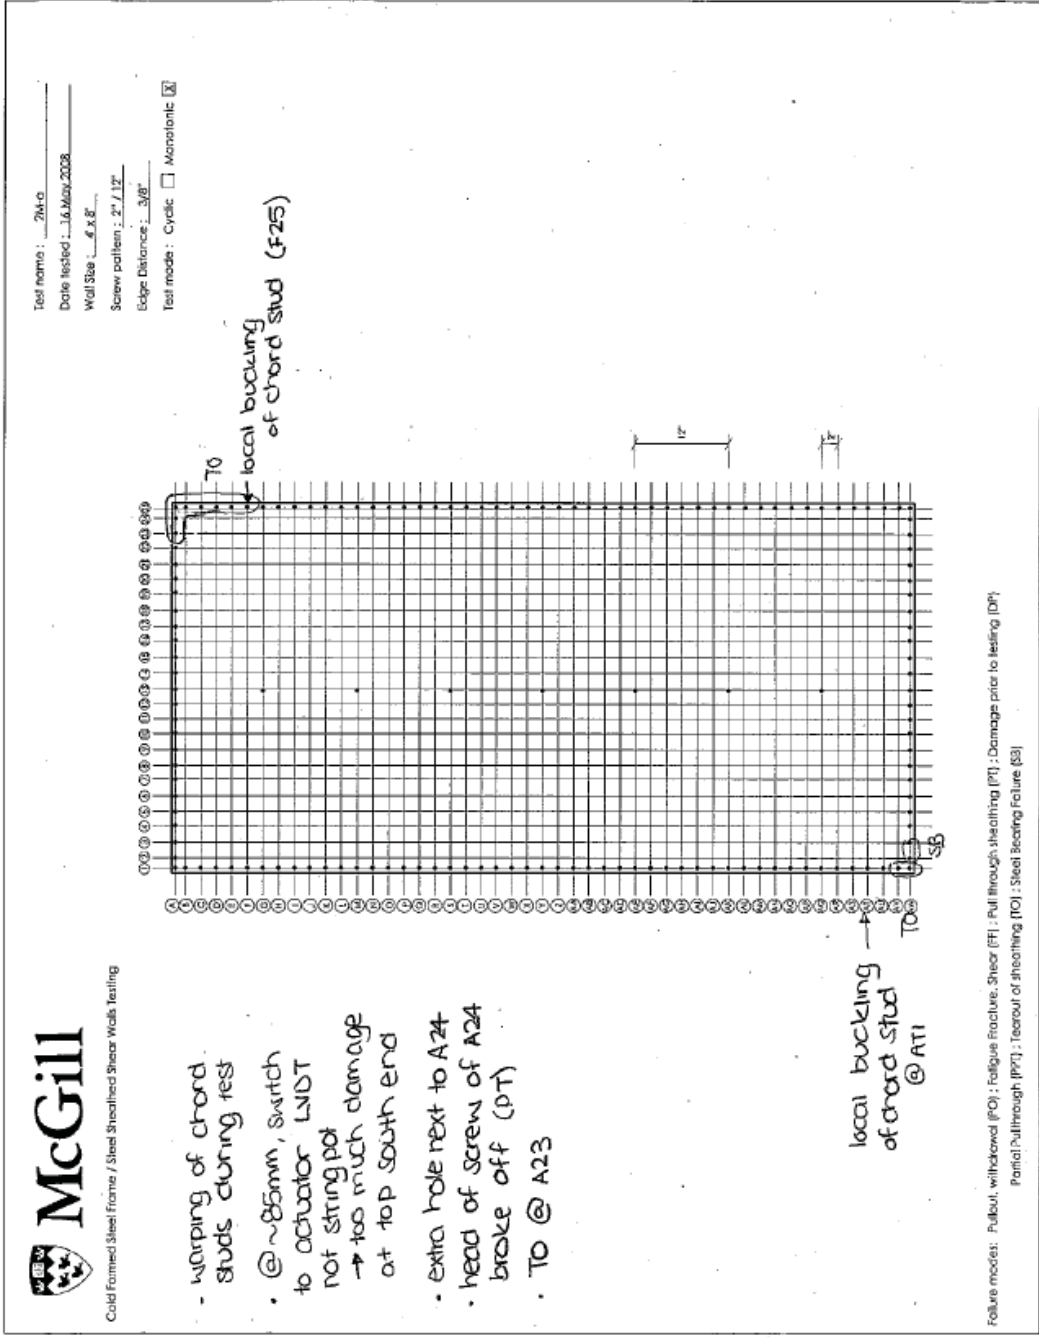 McGill
Cold Formed Steel Frame / Steel Sheathed Shear Walls Testing
Test name : 2M-a
Date tested : 16 May 2008
Wall Size : 4' x 8'
Screw pattern : 2" / 12"
Edge Distance : 3/8"
Test mode : Cyclic Monotonic X
- warping of chord
studs during test
• @ ~85mm, switch
to actuator LVDT
not string pot
→ too much damage
at top south end
• extra hole next to A24
• head of screw of A24
broke off (DT)
• TO @ A23
TO
local buckling
of chord stud (F25)
12"
2"
local buckling
of chord stud
@ AT1
TO
SB
Failure modes: Pullout, withdrawal (PO) ; Fatigue Fracture, Shear (FF) ; Pull through sheathing (PT) ; Damage prior to testing (DP)
Partial Pullthrough (PPT) ; Tearout of sheathing (TO) ; Steel Bearing Failure (SB)